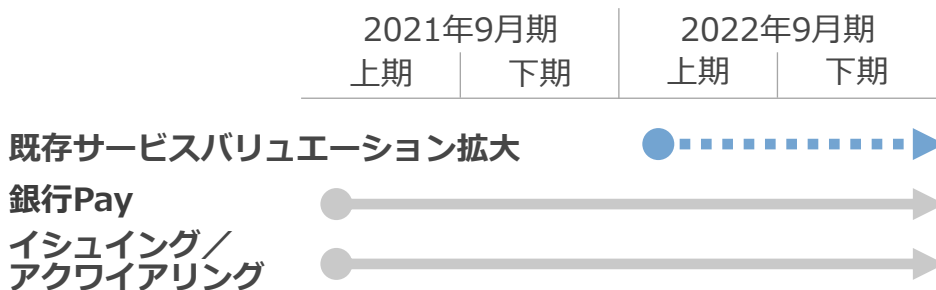 2021年9月期 2022年9月期
上期 下期 上期 下期
既存サービスバリュエーション拡大
銀行Pay
イシュイング／
アクワイアリング